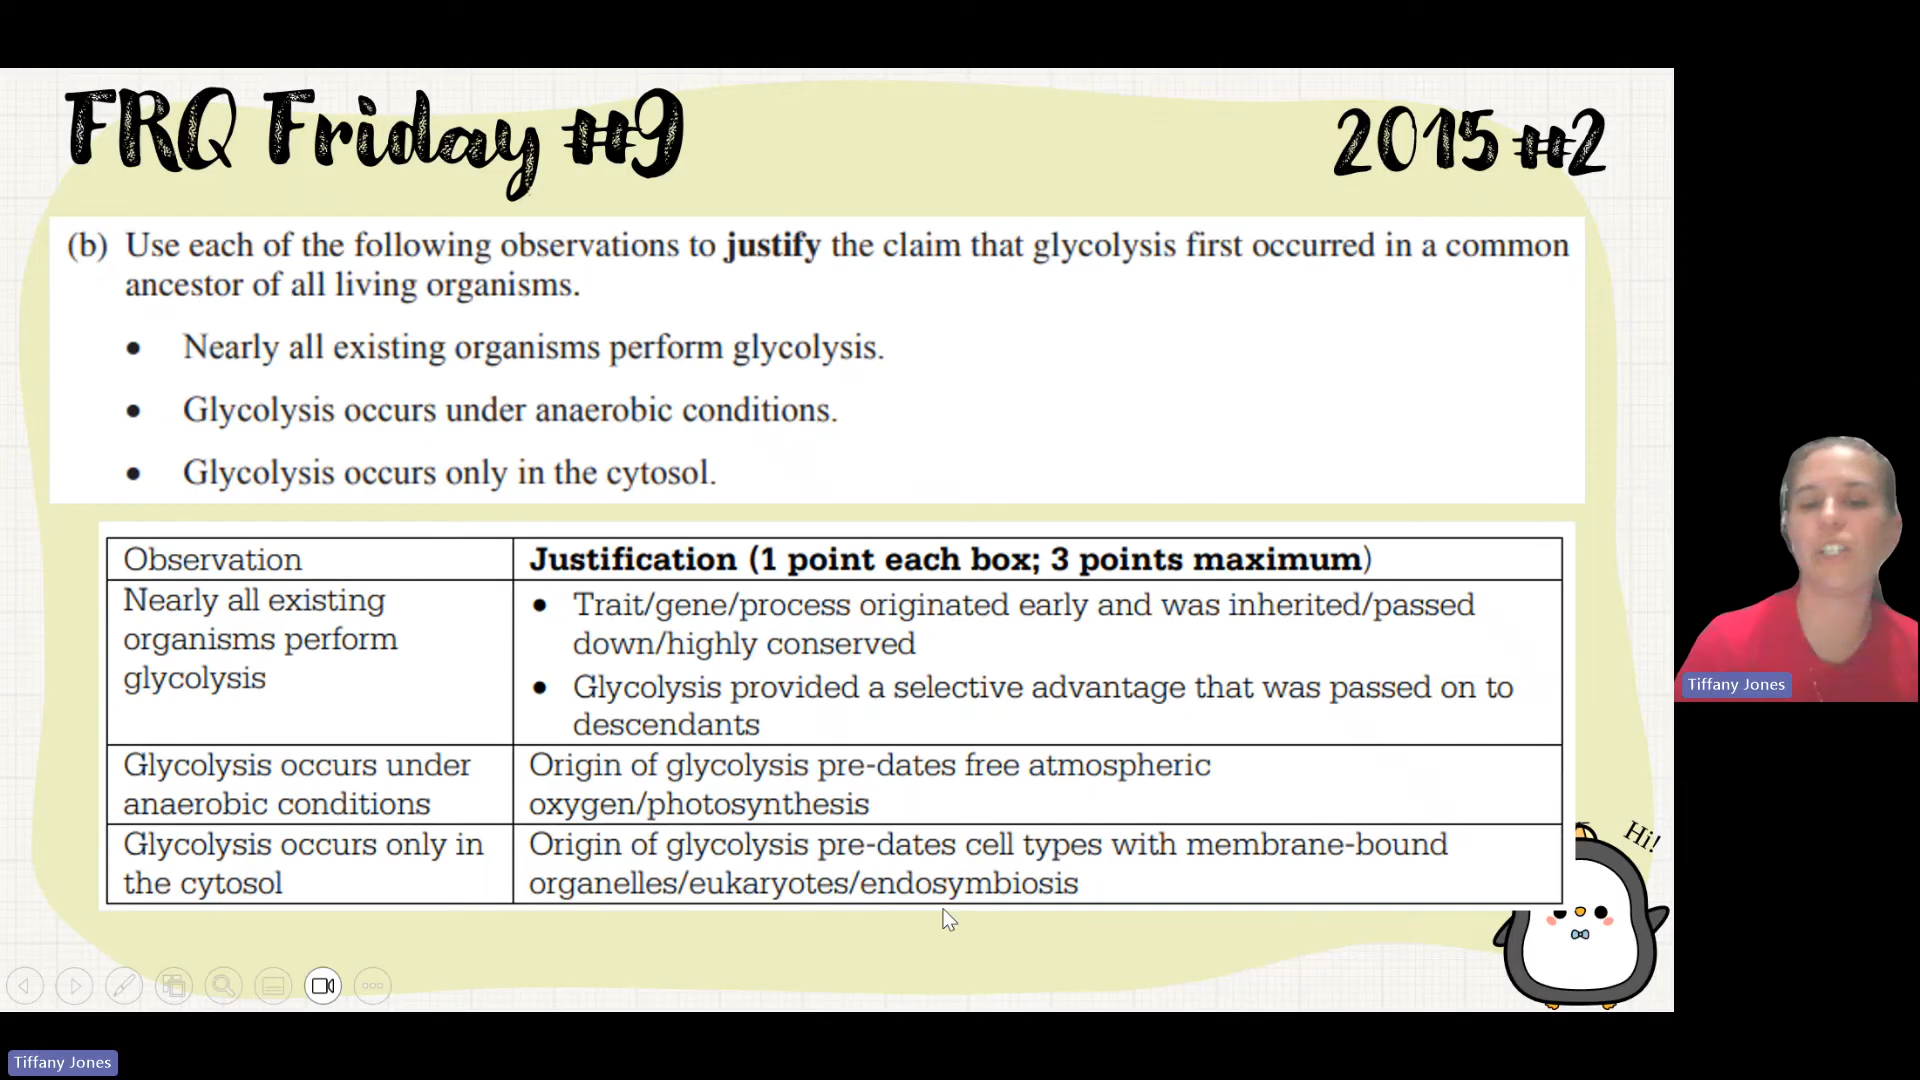 FRQ Friday #9
2015 #2
(b) Use each of the following observations to justify the claim that glycolysis first occurred in a common
ancestor of all living organisms.
• Nearly all existing organisms perform glycolysis.
• Glycolysis occurs under anaerobic conditions.
• Glycolysis occurs only in the cytosol.
Observation
Justification (1 point each box; 3 points maximum)
Nearly all existing
organisms perform
glycolysis
• Trait/gene/process originated early and was inherited/passed
down/highly conserved
• Glycolysis provided a selective advantage that was passed on to
descendants
Glycolysis occurs under
anaerobic conditions
Origin of glycolysis pre-dates free atmospheric
oxygen/photosynthesis
Glycolysis occurs only in
the cytosol
Origin of glycolysis pre-dates cell types with membrane-bound
organelles/eukaryotes/endosymbiosis
Hi!
Tiffany Jones
Tiffany Jones